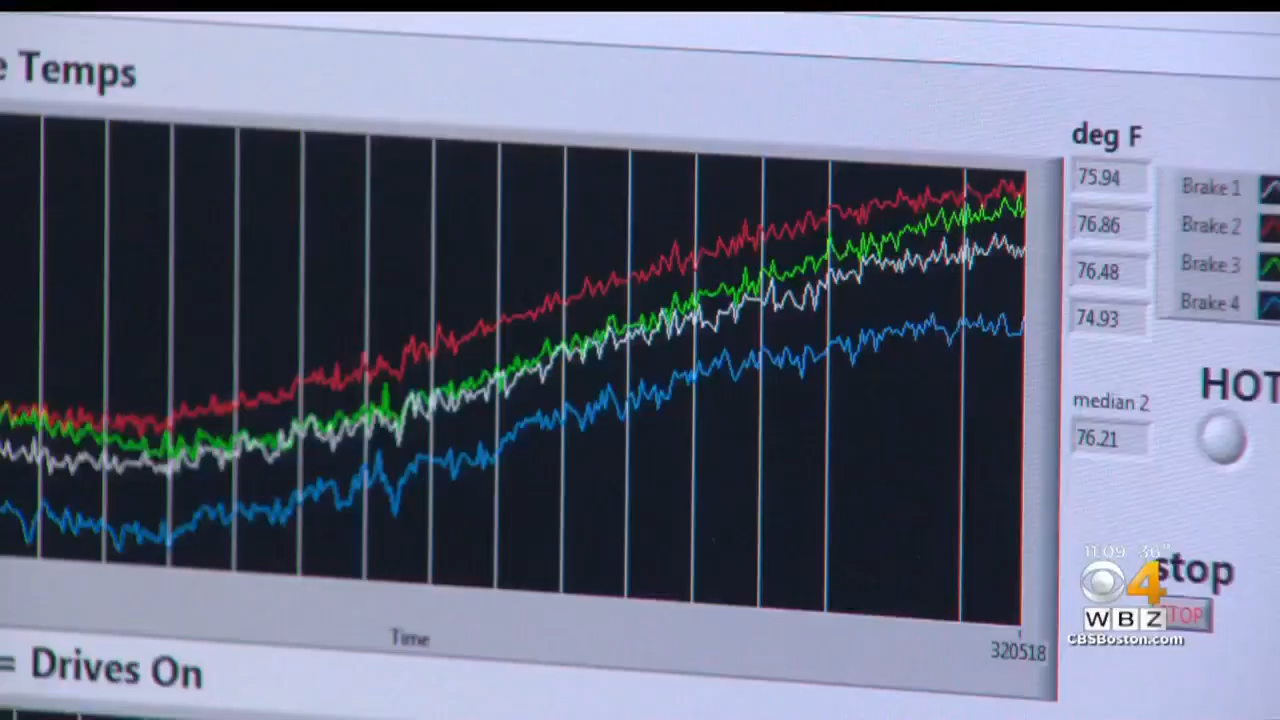 e Temps
deg F
75.94
Brake 1
76.86
Brake 2
76.48
Brake 3
74.93
Brake 4
HOT
median 2
76.21
stop
TOP
Time
320518
= Drives On
11:09 36°
4
WBZ
CBSBoston.com